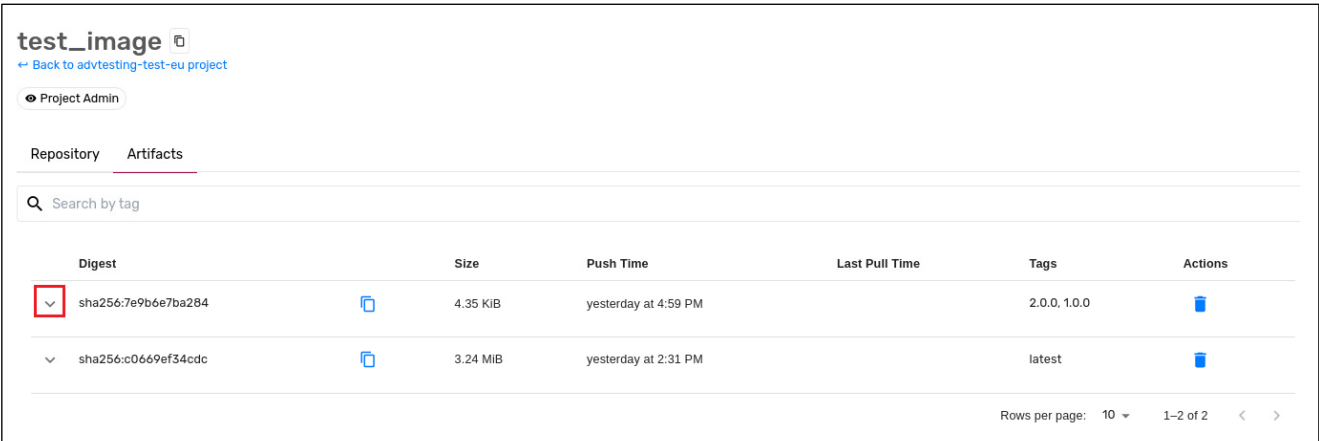 test_image
↩ Back to advtesting-test-eu project
Project Admin
Repository Artifacts
Search by tag
Digest Size Push Time Last Pull Time Tags Actions
sha256:7e9b6e7ba284 4.35 KiB yesterday at 4:59 PM 2.0.0, 1.0.0
sha256:c0669ef34cdc 3.24 MiB yesterday at 2:31 PM latest
Rows per page: 10 1–2 of 2